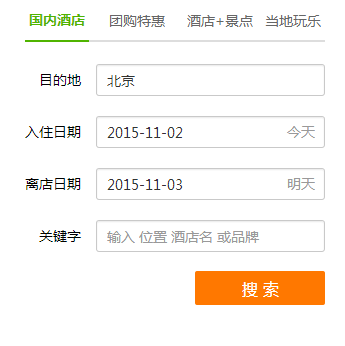 国内酒店 团购特惠 酒店+景点 当地玩乐
目的地 北京
入住日期 2015-11-02 今天
离店日期 2015-11-03 明天
关键字 输入 位置 酒店名 或品牌
搜 索